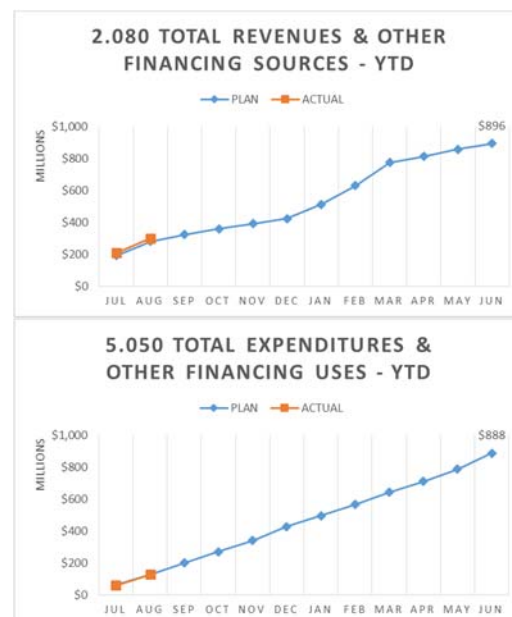 2.080 TOTAL REVENUES & OTHER
FINANCING SOURCES - YTD
PLAN ACTUAL
MILLIONS
$1,000
$800
$600
$400
$200
$0
$896
JUL AUG SEP OCT NOV DEC JAN FEB MAR APR MAY JUN
5.050 TOTAL EXPENDITURES &
OTHER FINANCING USES - YTD
PLAN ACTUAL
MILLIONS
$1,000
$800
$600
$400
$200
$0
$888
JUL AUG SEP OCT NOV DEC JAN FEB MAR APR MAY JUN